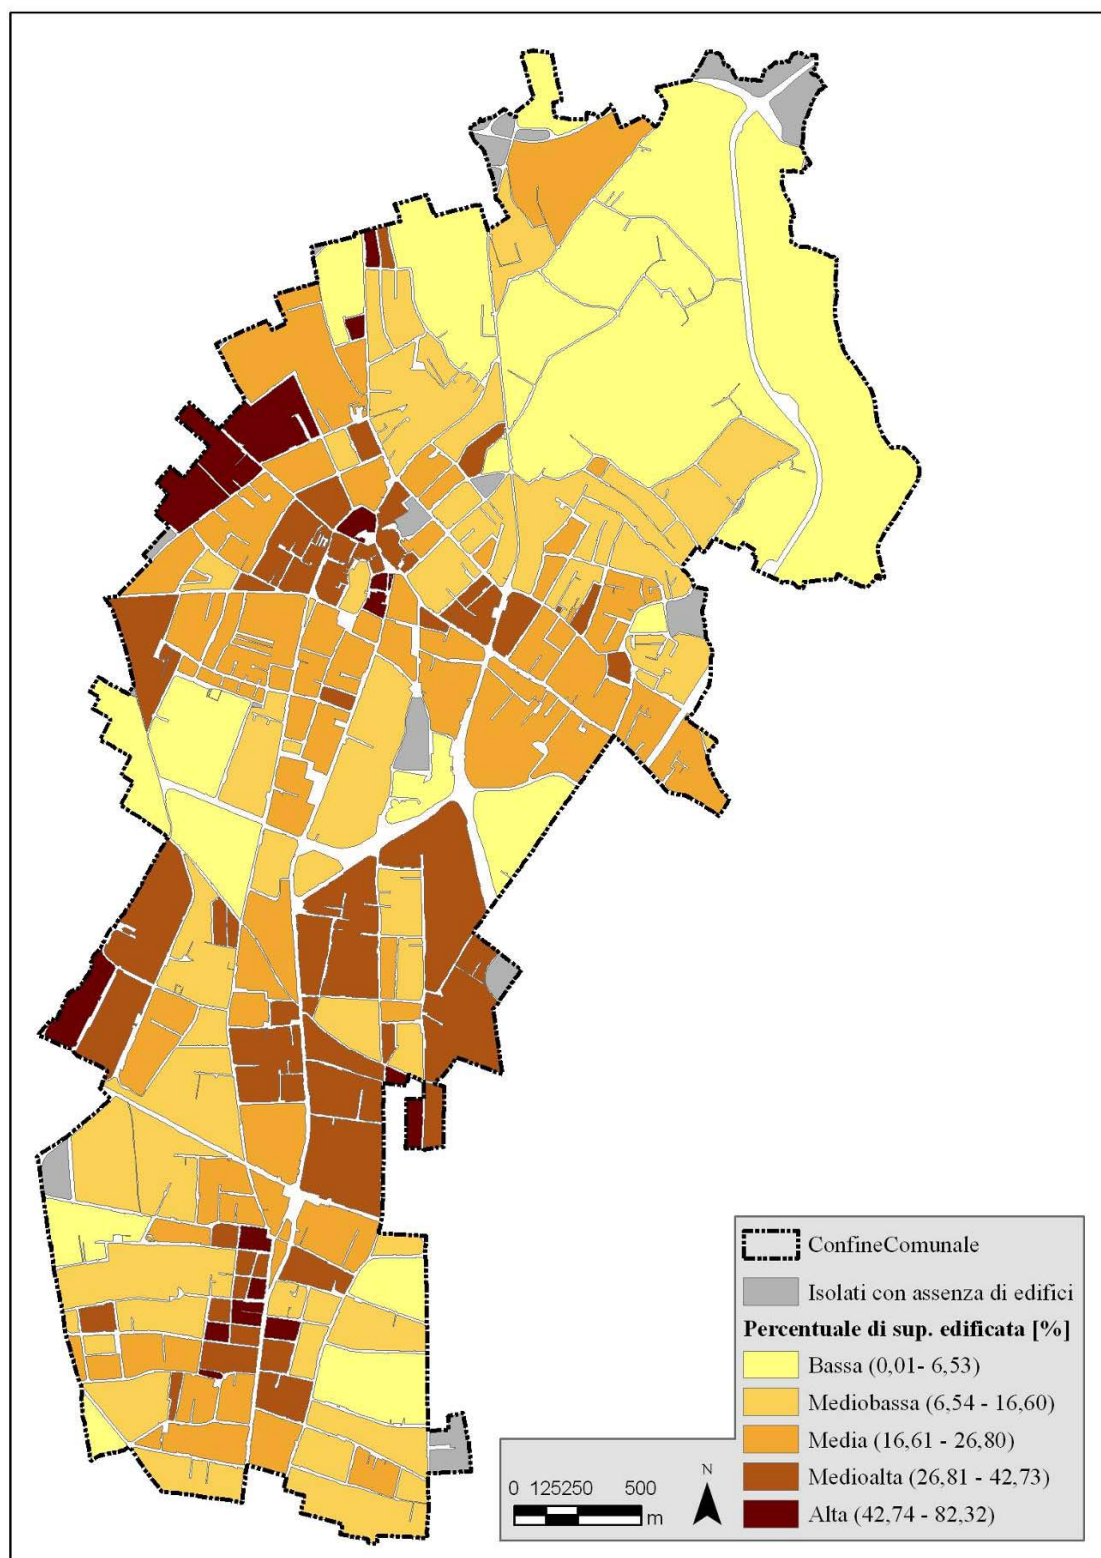 ConfineComunale
Isolati con assenza di edifici
Percentuale di sup. edificata [%]
Bassa (0,01- 6,53)
Mediobassa (6,54 - 16,60)
Media (16,61 - 26,80)
Medioalta (26,81 - 42,73)
Alta (42,74 - 82,32)
N
0 125250 500
m